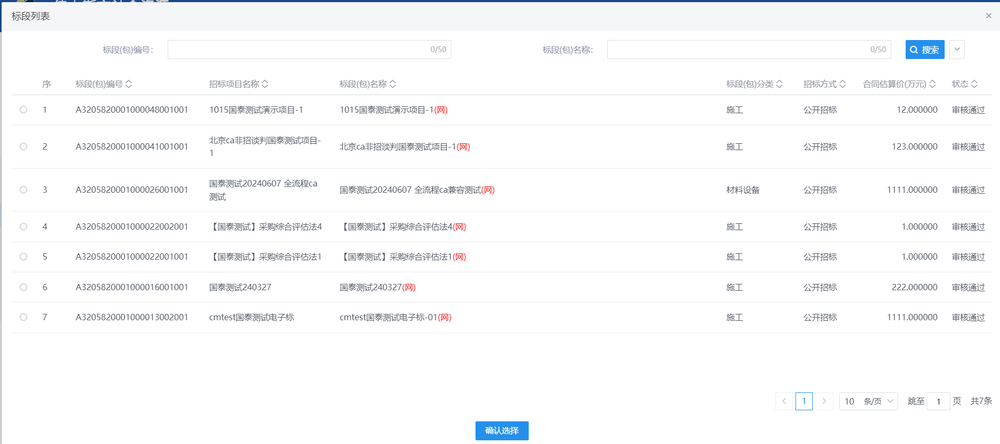 标段列表
标段(包)编号: 0/50 标段(包)名称: 0/50 搜索
序 标段(包)编号 招标项目名称 标段(包)名称 标段(包)分类 招标方式 合同估算价(万元) 状态
1 A3205820001000048001001 1015国泰测试演示项目-1 1015国泰测试演示项目-1(网) 施工 公开招标 12.000000 审核通过
2 A3205820001000041001001 北京ca非招谈判国泰测试项目-
1 北京ca非招谈判国泰测试项目-1(网) 施工 公开招标 123.000000 审核通过
3 A3205820001000026001001 国泰测试20240607 全流程ca
测试 国泰测试20240607 全流程ca兼容测试(网) 材料设备 公开招标 1111.000000 审核通过
4 A3205820001000022002001 【国泰测试】采购综合评估法4 【国泰测试】采购综合评估法4(网) 施工 公开招标 1.000000 审核通过
5 A3205820001000022001001 【国泰测试】采购综合评估法1 【国泰测试】采购综合评估法1(网) 施工 公开招标 1.000000 审核通过
6 A3205820001000016001001 国泰测试240327 国泰测试240327(网) 施工 公开招标 222.000000 审核通过
7 A3205820001000013002001 cmtest国泰测试电子标 cmtest国泰测试电子标-01(网) 施工 公开招标 1111.000000 审核通过
1 10 条/页 跳至 1 页 共7条
确认选择